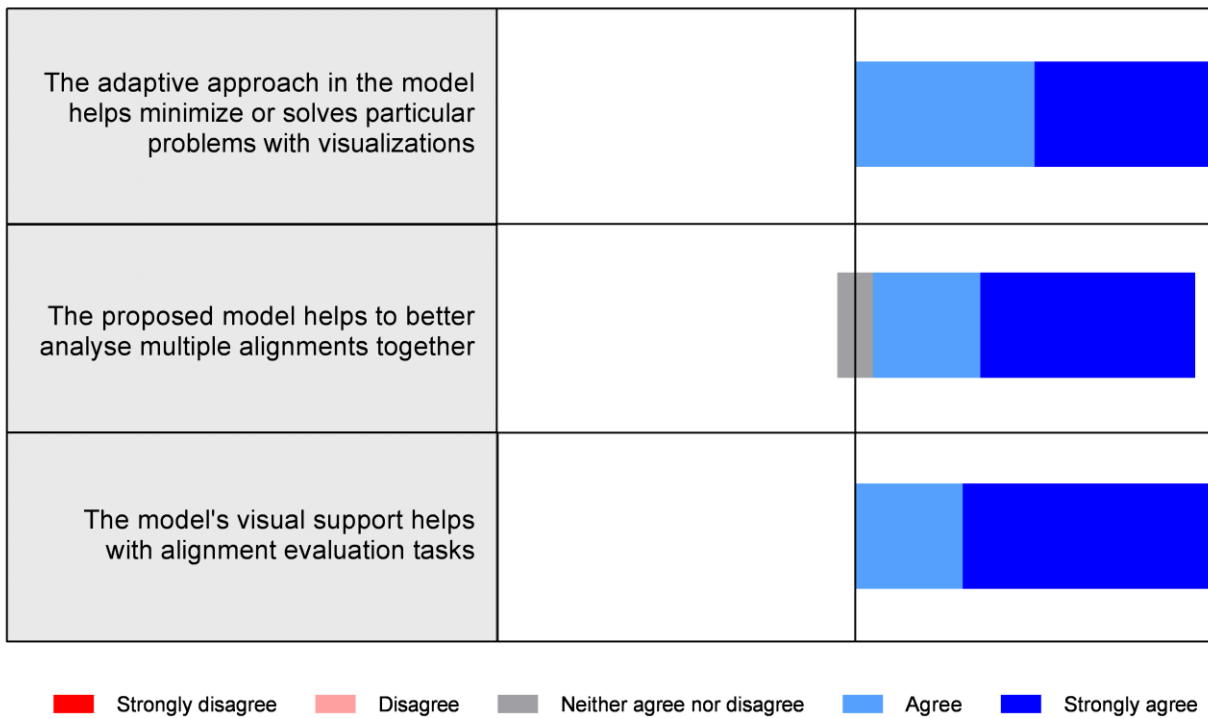 The adaptive approach in the model
helps minimize or solves particular
problems with visualizations
The proposed model helps to better
analyse multiple alignments together
The model's visual support helps
with alignment evaluation tasks
Strongly disagree
Disagree
Neither agree nor disagree
Agree
Strongly agree